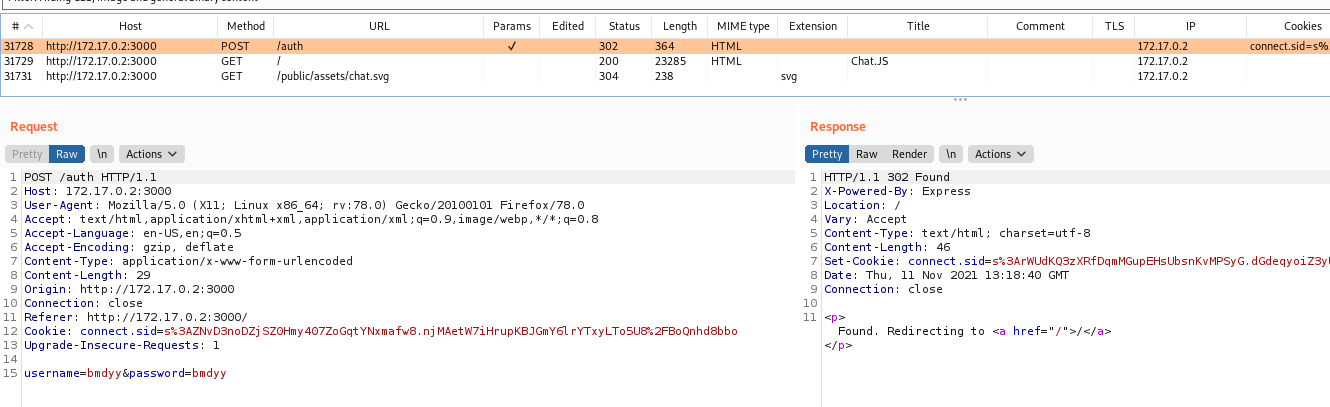 # Host Method URL Params Edited Status Length MIME type Extension Title Comment TLS IP Cookies
31728 http://172.17.0.2:3000 POST /auth ✓ 302 364 HTML 172.17.0.2 connect.sid=s%
31729 http://172.17.0.2:3000 GET / 200 23285 HTML Chat.JS 172.17.0.2
31731 http://172.17.0.2:3000 GET /public/assets/chat.svg 304 238 svg 172.17.0.2
Request
Pretty Raw \n Actions
1 POST /auth HTTP/1.1
2 Host: 172.17.0.2:3000
3 User-Agent: Mozilla/5.0 (X11; Linux x86_64; rv:78.0) Gecko/20100101 Firefox/78.0
4 Accept: text/html,application/xhtml+xml,application/xml;q=0.9,image/webp,*/*;q=0.8
5 Accept-Language: en-US,en;q=0.5
6 Accept-Encoding: gzip, deflate
7 Content-Type: application/x-www-form-urlencoded
8 Content-Length: 29
9 Origin: http://172.17.0.2:3000
10 Connection: close
11 Referer: http://172.17.0.2:3000/
12 Cookie: connect.sid=s%3AZNvD3noDZjSZ0Hmy407ZoGqtYNxmafw8.njMAetW7iHrupKBJGmY6lrYTxyLTo5U8%2FBoQnhd8bbo
13 Upgrade-Insecure-Requests: 1
14
15 username=bmdyy&password=bmdyy
Response
Pretty Raw Render \n Actions
1 HTTP/1.1 302 Found
2 X-Powered-By: Express
3 Location: /
4 Vary: Accept
5 Content-Type: text/html; charset=utf-8
6 Content-Length: 46
7 Set-Cookie: connect.sid=s%3ArWUdKQ3zXRfDqmMGupEHsUbsnKvMPSyG.dGdeqyoiZ3y
8 Date: Thu, 11 Nov 2021 13:18:40 GMT
9 Connection: close
10
11 <p>
Found. Redirecting to <a href="/">/</a>
</p>